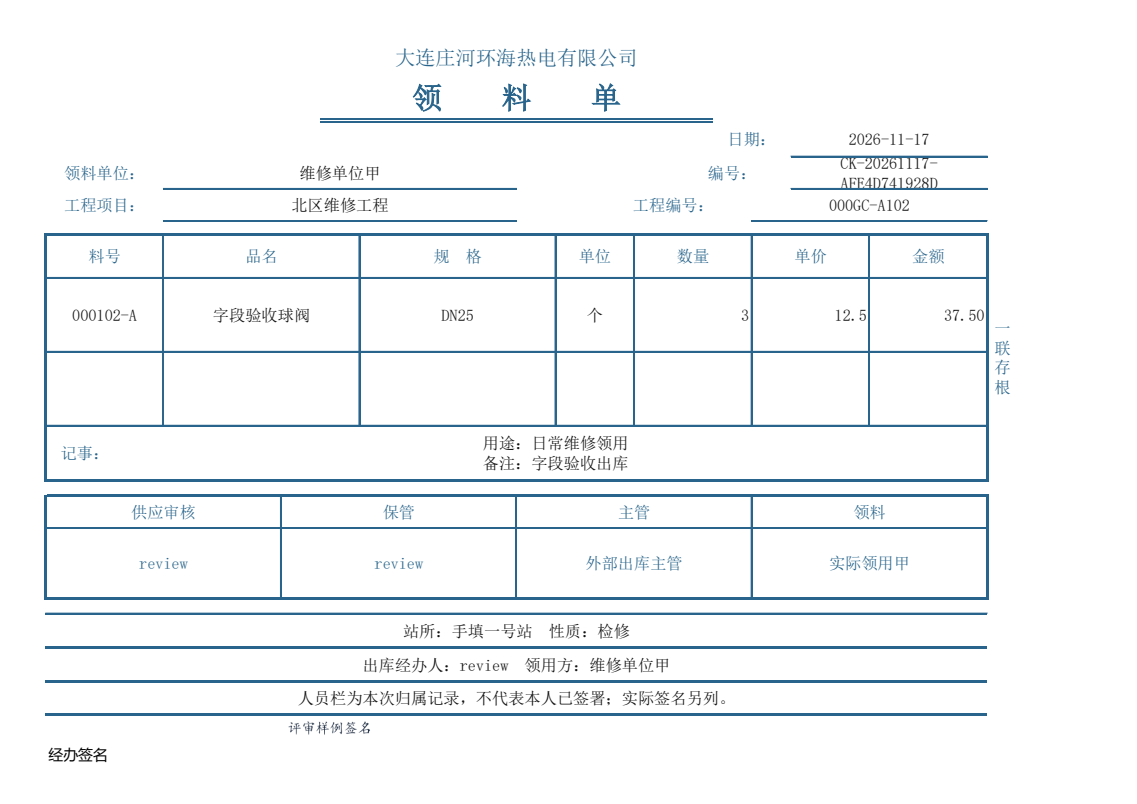 大连庄河环海热电有限公司
领 料 单
日期： 2026-11-17
领料单位： 维修单位甲 编号： CK-20261117-
AFE4D741928D
工程项目： 北区维修工程 工程编号： 000GC-A102
料号 品名 规 格 单位 数量 单价 金额
000102-A 字段验收球阀 DN25 个 3 12.5 37.50
一联存根
记事： 用途：日常维修领用
备注：字段验收出库
供应审核 保管 主管 领料
review review 外部出库主管 实际领用甲
站所：手填一号站 性质：检修
出库经办人：review 领用方：维修单位甲
人员栏为本次归属记录，不代表本人已签署；实际签名另列。
评审样例签名
经办签名